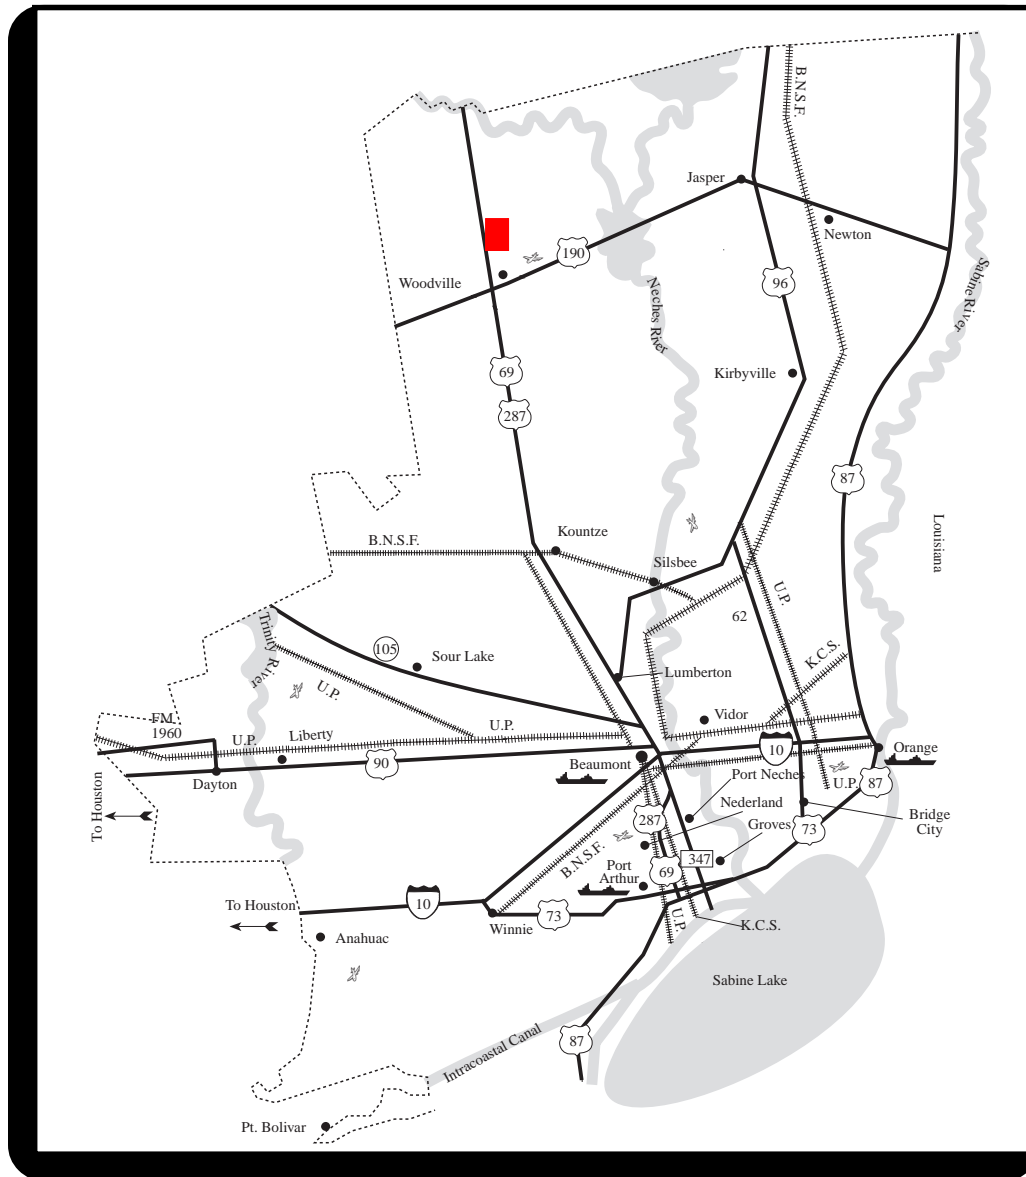 B.N.S.F.
Jasper
Newton
190
Woodville
96
Neches River
Sabine River
69
Kirbyville
287
87
Louisiana
Kountze
B.N.S.F.
Silsbee
U.P.
62
Trinity River
105
Sour Lake
K.C.S.
Lumberton
U.P.
Vidor
FM
1960
U.P.
Liberty
U.P.
90
Beaumont
10
Orange
Dayton
Port Neches
U.P.
87
To Houston
Nederland
Bridge
City
287
Groves
73
B.N.S.F.
Port
Arthur
347
69
To Houston
10
73
Winnie
U.P.
K.C.S.
Anahuac
Sabine Lake
87
Intracoastal Canal
Pt. Bolivar